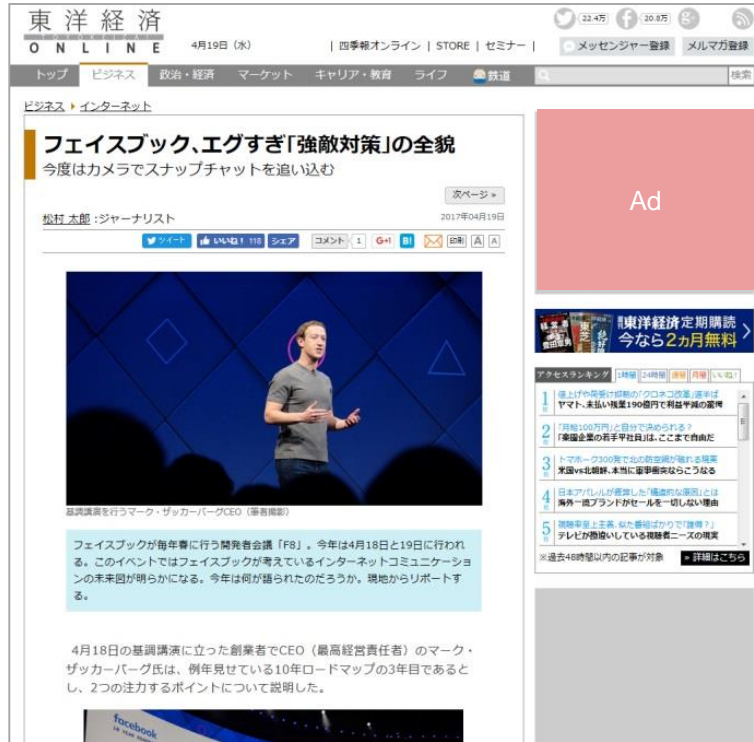 東洋経済
ONLINE
4月19日（水）
| 四季報オンライン | STORE | セミナー |
22.4万
20.8万
メッセンジャー登録
メルマガ登録
トップ ビジネス 政治・経済 マーケット キャリア・教育 ライフ 鉄道
検索
ビジネス インターネット
フェイスブック、エグすぎ「強敵対策」の全貌
今度はカメラでスナップチャットを追い込む
次ページ »
松村 太郎 :ジャーナリスト
2017年04月19日
ツイート いいね! 118 シェア コメント 1 G+1 B! 印刷 A A
基調講演を行うマーク・ザッカーバーグCEO（筆者撮影）
フェイスブックが毎年春に行う開発者会議「F8」。今年は4月18日と19日に行われ
る。このイベントではフェイスブックが考えているインターネットコミュニケーショ
ンの未来図が明らかになる。今年は何が語られたのだろうか。現地からリポートす
る。
4月18日の基調講演に立った創業者でCEO（最高経営責任者）のマーク・
ザッカーバーグ氏は、例年見せている10年ロードマップの3年目であると
し、2つの注力するポイントについて説明した。
facebook
Ad
東洋経済定期購読
今なら2カ月無料
アクセスランキング 1時間 24時間 週間 月間 いいね!
1
ヤマト、未払い残業190億円で利益半減の驚愕
2 「月給100万円」と自分で決められる？
「楽園企業の若手平社員」は、ここまで自由だ
3 トマホーク300発で北の防空網が破れる現実
米国vs北朝鮮、本当に軍事衝突ならこうなる
4 日本アパレルが疲弊した「構造的な原因」とは
海外一流ブランドがセールを一切しない理由
5 視聴率至上主義、似た番組ばかりで「誰得？」
テレビが勘違いしている視聴者ニーズの現実
※過去48時間以内の記事が対象
» 詳細はこちら